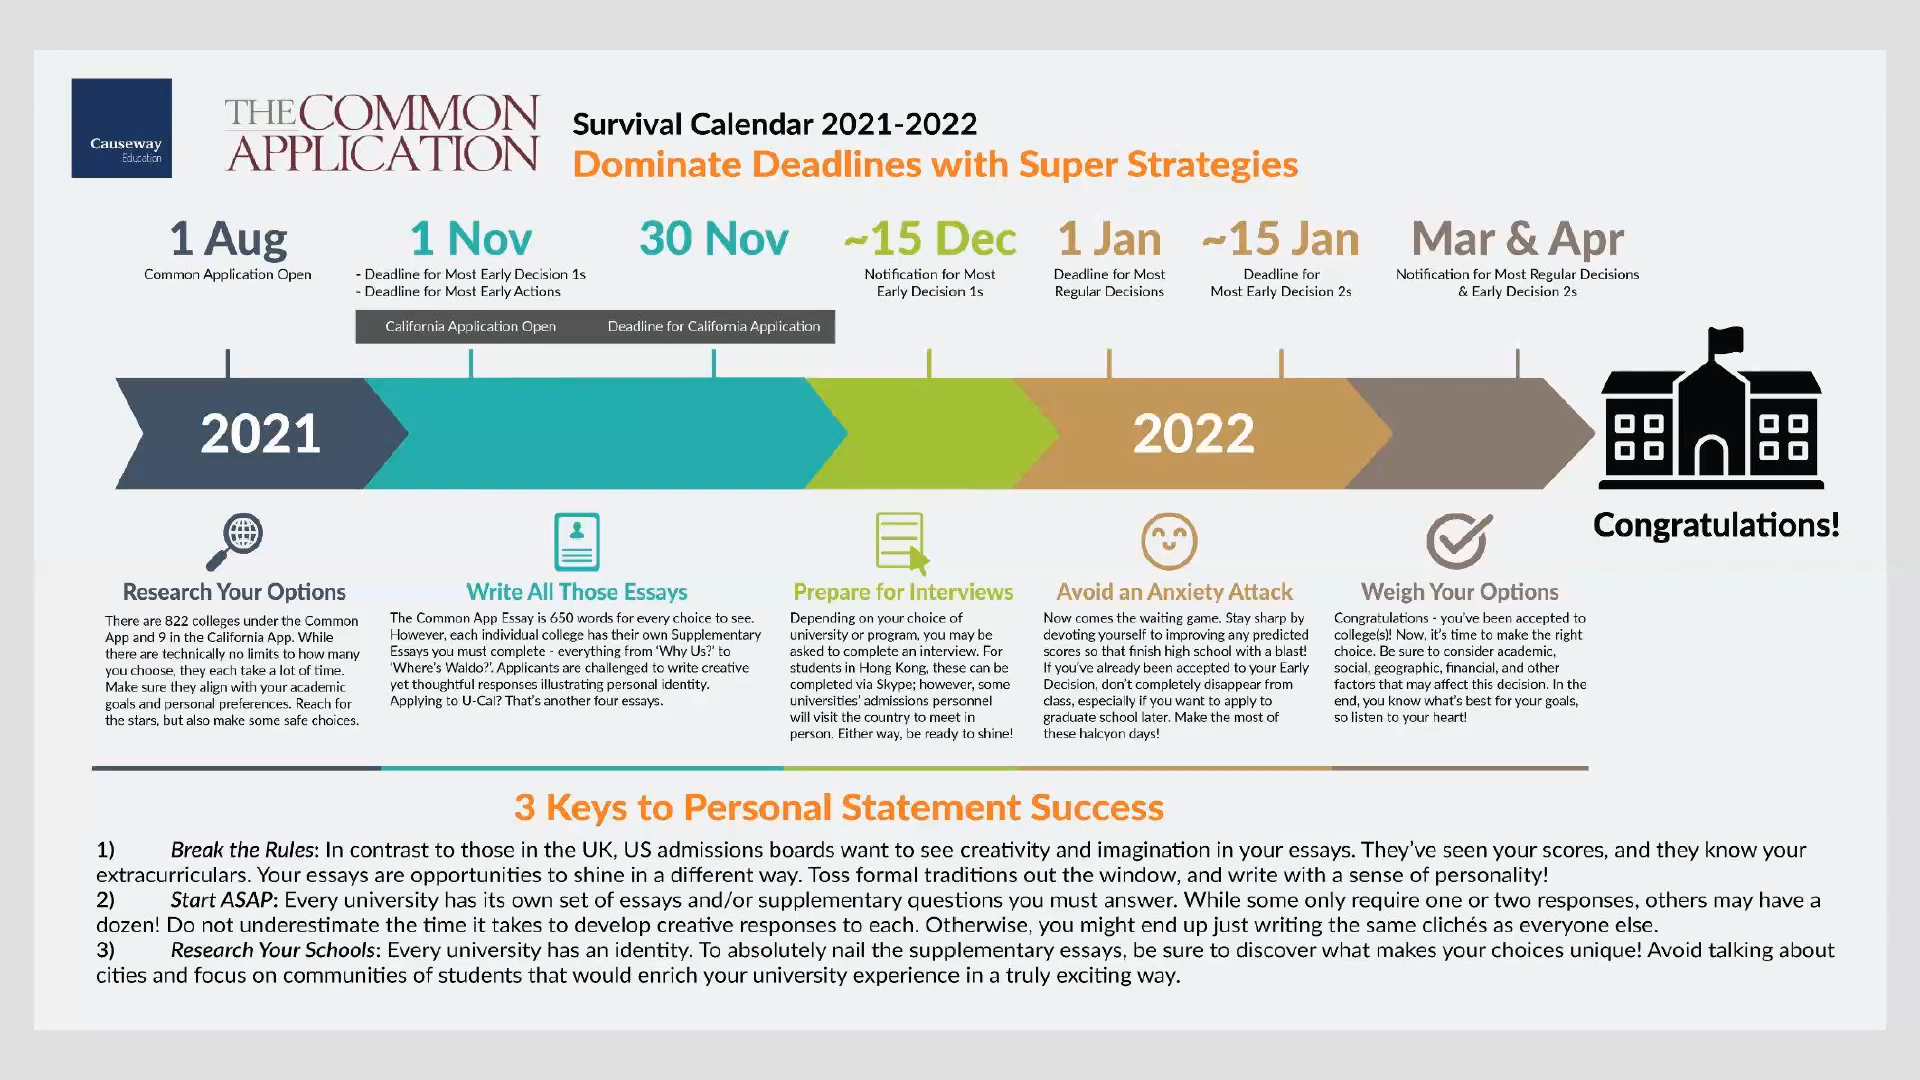 Causeway
Education
THE COMMON
APPLICATION
Survival Calendar 2021-2022
Dominate Deadlines with Super Strategies
1 Aug
Common Application Open
1 Nov
- Deadline for Most Early Decision 1s
- Deadline for Most Early Actions
30 Nov
California Application Open
Deadline for California Application
~15 Dec
Notification for Most
Early Decision 1s
1 Jan
Deadline for Most
Regular Decisions
~15 Jan
Deadline for
Most Early Decision 2s
Mar & Apr
Notification for Most Regular Decisions
& Early Decision 2s
2021
2022
Congratulations!
Research Your Options
There are 822 colleges under the Common
App and 9 in the California App. While
there are technically no limits to how many
you choose, they each take a lot of time.
Make sure they align with your academic
goals and personal preferences. Reach for
the stars, but also make some safe choices.
Write All Those Essays
The Common App Essay is 650 words for every choice to see.
However, each individual college has their own Supplementary
Essays you must complete - everything from ‘Why Us?’ to
‘Where’s Waldo?’. Applicants are challenged to write creative
yet thoughtful responses illustrating personal identity.
Applying to U-Cal? That’s another four essays.
Prepare for Interviews
Depending on your choice of
university or program, you may be
asked to complete an interview. For
students in Hong Kong, these can be
completed via Skype; however, some
universities’ admissions personnel
will visit the country to meet in
person. Either way, be ready to shine!
Avoid an Anxiety Attack
Now comes the waiting game. Stay sharp by
devoting yourself to improving any predicted
scores so that finish high school with a blast!
If you’ve already been accepted to your Early
Decision, don’t completely disappear from
class, especially if you want to apply to
graduate school later. Make the most of
these halcyon days!
Weigh Your Options
Congratulations - you’ve been accepted to
college(s)! Now, it’s time to make the right
choice. Be sure to consider academic,
social, geographic, financial, and other
factors that may affect this decision. In the
end, you know what’s best for your goals,
so listen to your heart!
3 Keys to Personal Statement Success
1) Break the Rules: In contrast to those in the UK, US admissions boards want to see creativity and imagination in your essays. They’ve seen your scores, and they know your
extracurriculars. Your essays are opportunities to shine in a different way. Toss formal traditions out the window, and write with a sense of personality!
2) Start ASAP: Every university has its own set of essays and/or supplementary questions you must answer. While some only require one or two responses, others may have a
dozen! Do not underestimate the time it takes to develop creative responses to each. Otherwise, you might end up just writing the same clichés as everyone else.
3) Research Your Schools: Every university has an identity. To absolutely nail the supplementary essays, be sure to discover what makes your choices unique! Avoid talking about
cities and focus on communities of students that would enrich your university experience in a truly exciting way.